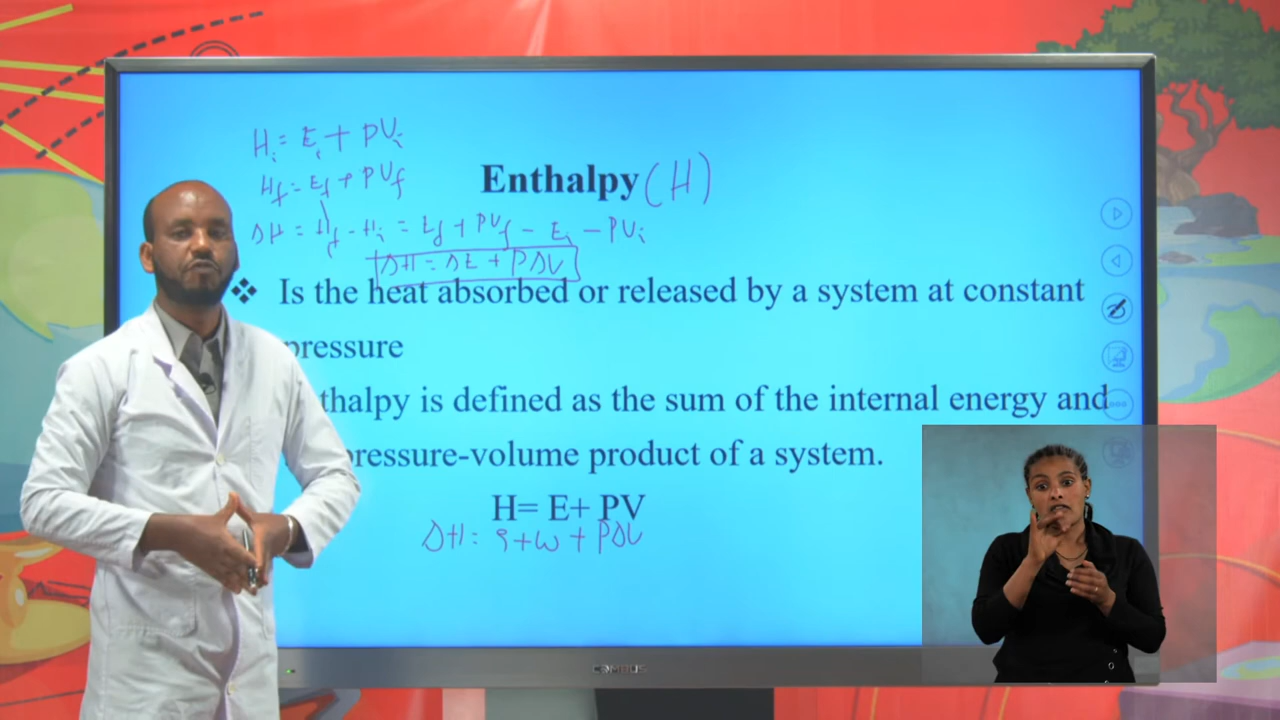 Hi = Ei + PVi
Hf = Ef + PVf
Enthalpy (H)
ΔH = Hf - Hi = Ef + PVf - Ei - PVi
ΔH = ΔE + PΔV
❖ Is the heat absorbed or released by a system at constant
pressure
thalpy is defined as the sum of the internal energy and
pressure-volume product of a system.
H= E+ PV
ΔH = q+w + PΔV
CAMBUS